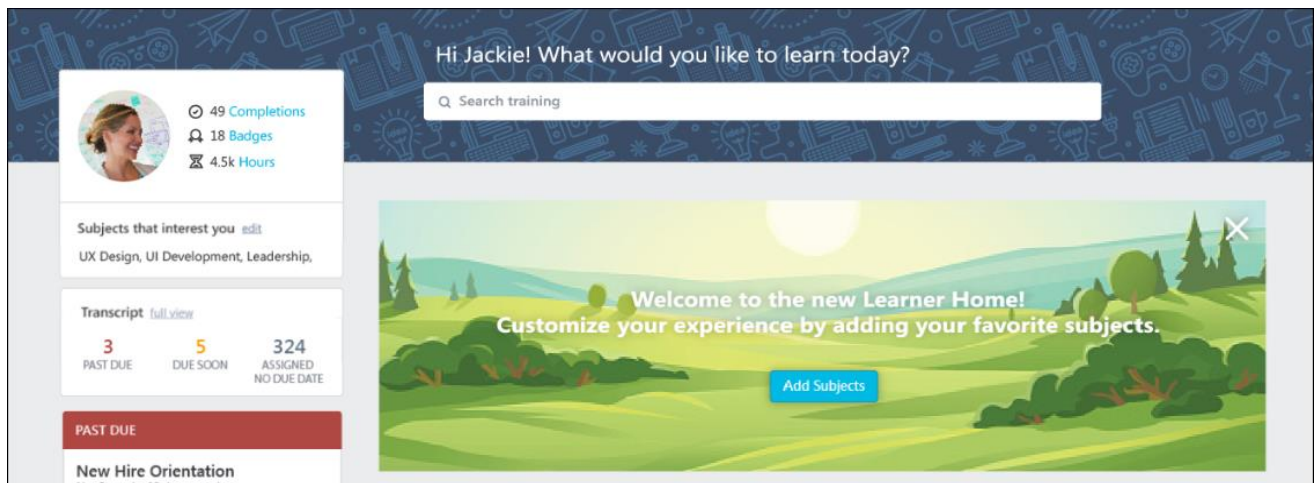 Hi Jackie! What would you like to learn today?
Search training
49 Completions
18 Badges
4.5k Hours
Subjects that interest you edit
UX Design, UI Development, Leadership,
Transcript full view
3
PAST DUE
5
DUE SOON
324
ASSIGNED
NO DUE DATE
PAST DUE
New Hire Orientation
Welcome to the new Learner Home!
Customize your experience by adding your favorite subjects.
Add Subjects